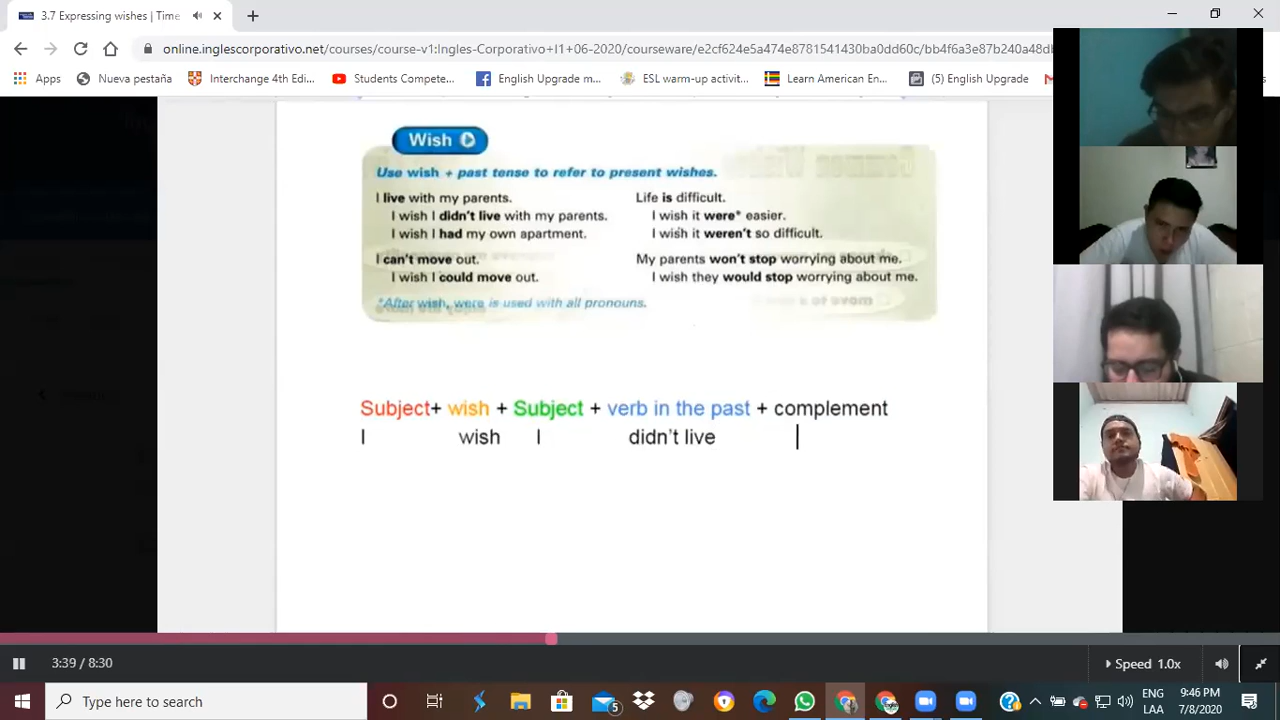 3.7 Expressing wishes | Time
online.inglescorporativo.net/courses/course-v1:Ingles-Corporativo+I1+06-2020/courseware/e2cf624e5a474e8781541430ba0dd60c/bb4f6a3e87b240a48db
Apps
Nueva pestaña
Interchange 4th Edi...
Students Compete...
English Upgrade m...
ESL warm-up activit...
Learn American En...
(5) English Upgrade
Wish
Use wish + past tense to refer to present wishes.
I live with my parents.
I wish I didn't live with my parents.
I wish I had my own apartment.
I can't move out.
I wish I could move out.
Life is difficult.
I wish it were* easier.
I wish it weren't so difficult.
My parents won't stop worrying about me.
I wish they would stop worrying about me.
*After wish, were is used with all pronouns.
Subject+ wish + Subject + verb in the past + complement
I wish I didn't live
3:39 / 8:30
Speed 1.0x
Type here to search
5
ENG
LAA
9:46 PM
7/8/2020